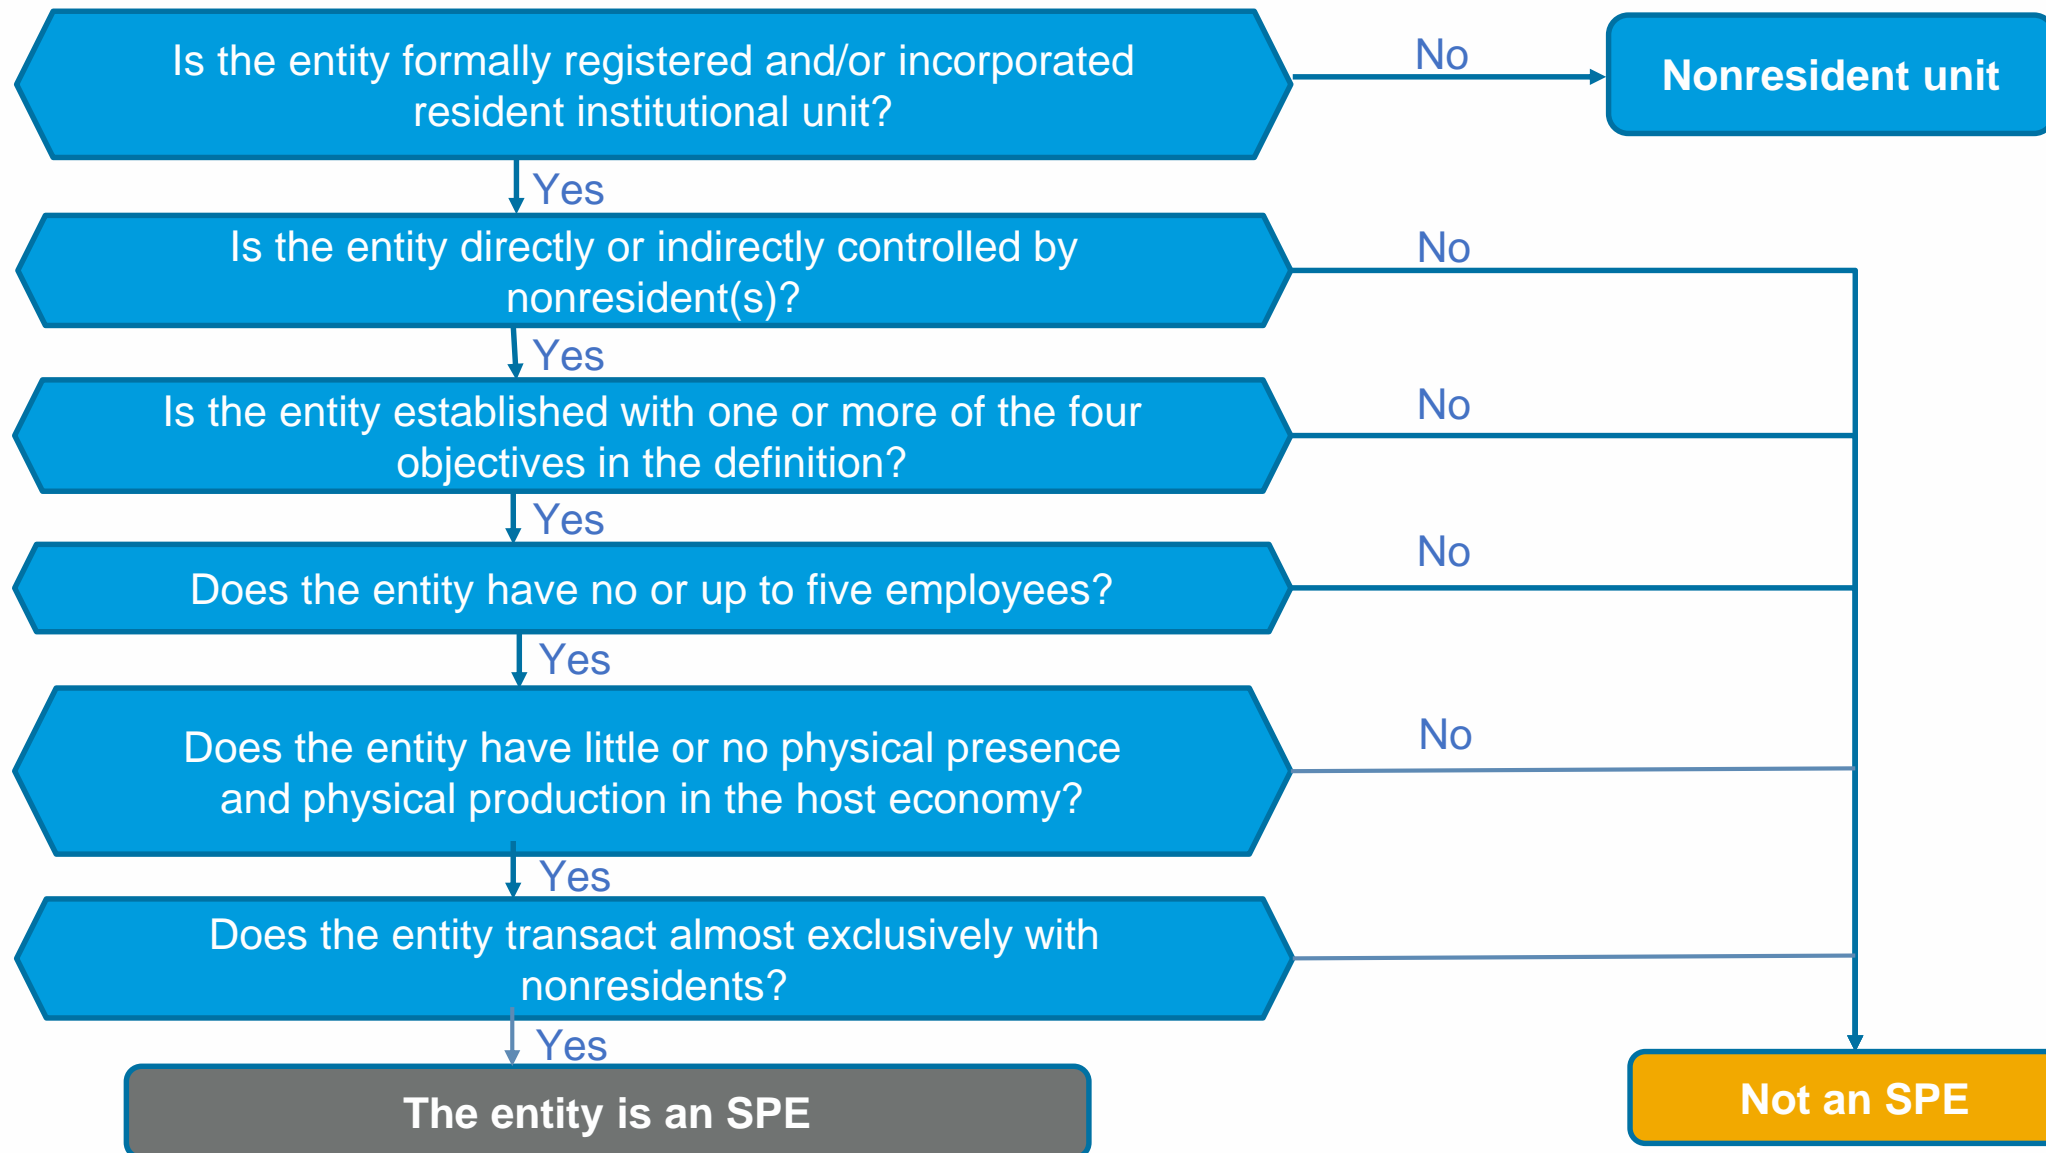 Is the entity formally registered and/or incorporated
resident institutional unit?
No
Nonresident unit
Yes
Is the entity directly or indirectly controlled by
nonresident(s)?
No
Yes
Is the entity established with one or more of the four
objectives in the definition?
No
Yes
Does the entity have no or up to five employees?
No
Yes
Does the entity have little or no physical presence
and physical production in the host economy?
No
Yes
Does the entity transact almost exclusively with
nonresidents?
Yes
The entity is an SPE
Not an SPE